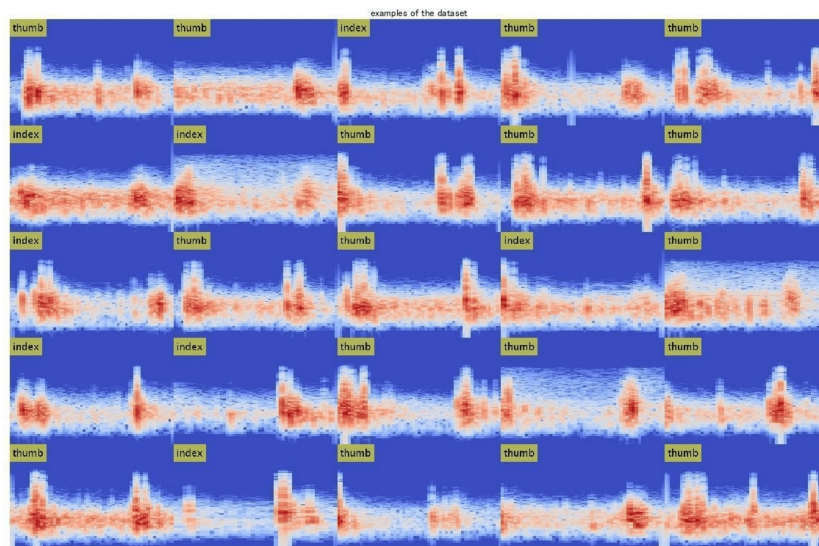 examples of the dataset
thumb thumb index thumb thumb
index index thumb thumb thumb
index thumb thumb index thumb
index index thumb thumb thumb
thumb index thumb thumb thumb